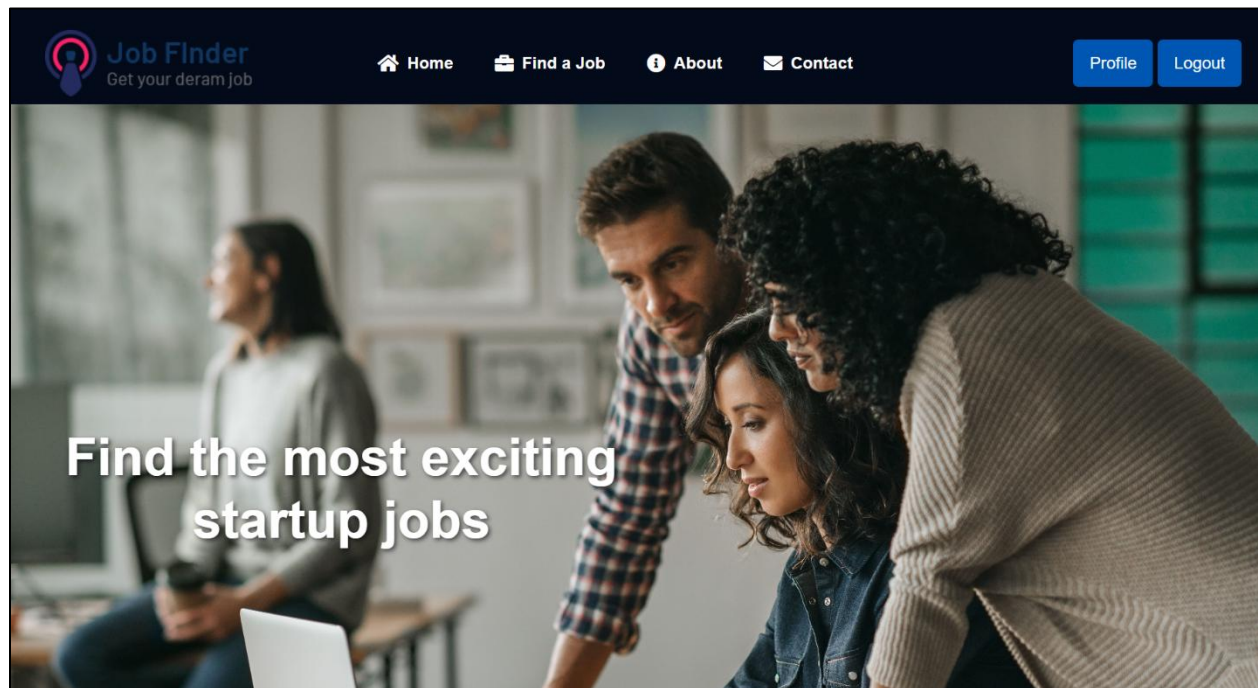 Job FInder
Get your deram job
Home
Find a Job
About
Contact
Profile
Logout
Find the most exciting
startup jobs